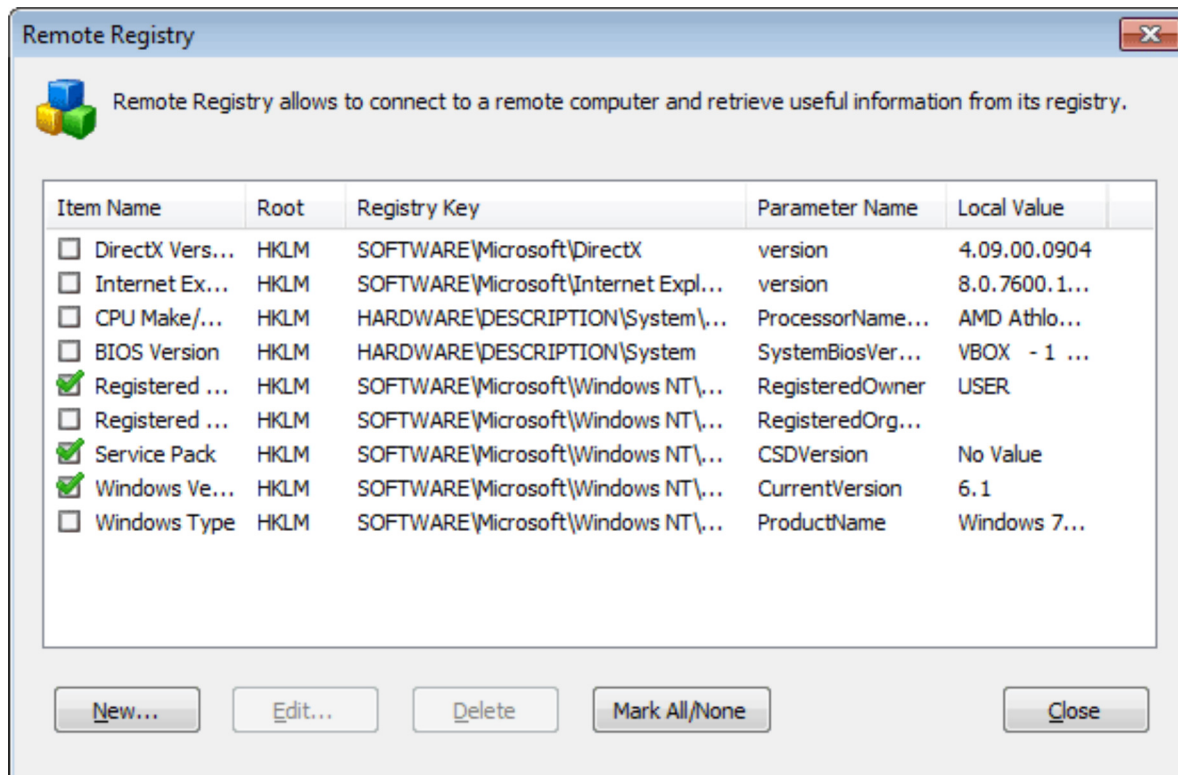 Remote Registry
Remote Registry allows to connect to a remote computer and retrieve useful information from its registry.
Item Name Root Registry Key Parameter Name Local Value
DirectX Vers... HKLM SOFTWARE\Microsoft\DirectX version 4.09.00.0904
Internet Ex... HKLM SOFTWARE\Microsoft\Internet Expl... version 8.0.7600.1...
CPU Make/... HKLM HARDWARE\DESCRIPTION\System\... ProcessorName... AMD Athlo...
BIOS Version HKLM HARDWARE\DESCRIPTION\System SystemBiosVer... VBOX - 1 ...
Registered ... HKLM SOFTWARE\Microsoft\Windows NT\... RegisteredOwner USER
Registered ... HKLM SOFTWARE\Microsoft\Windows NT\... RegisteredOrg...
Service Pack HKLM SOFTWARE\Microsoft\Windows NT\... CSDVersion No Value
Windows Ve... HKLM SOFTWARE\Microsoft\Windows NT\... CurrentVersion 6.1
Windows Type HKLM SOFTWARE\Microsoft\Windows NT\... ProductName Windows 7...
New... Edit... Delete Mark All/None Close